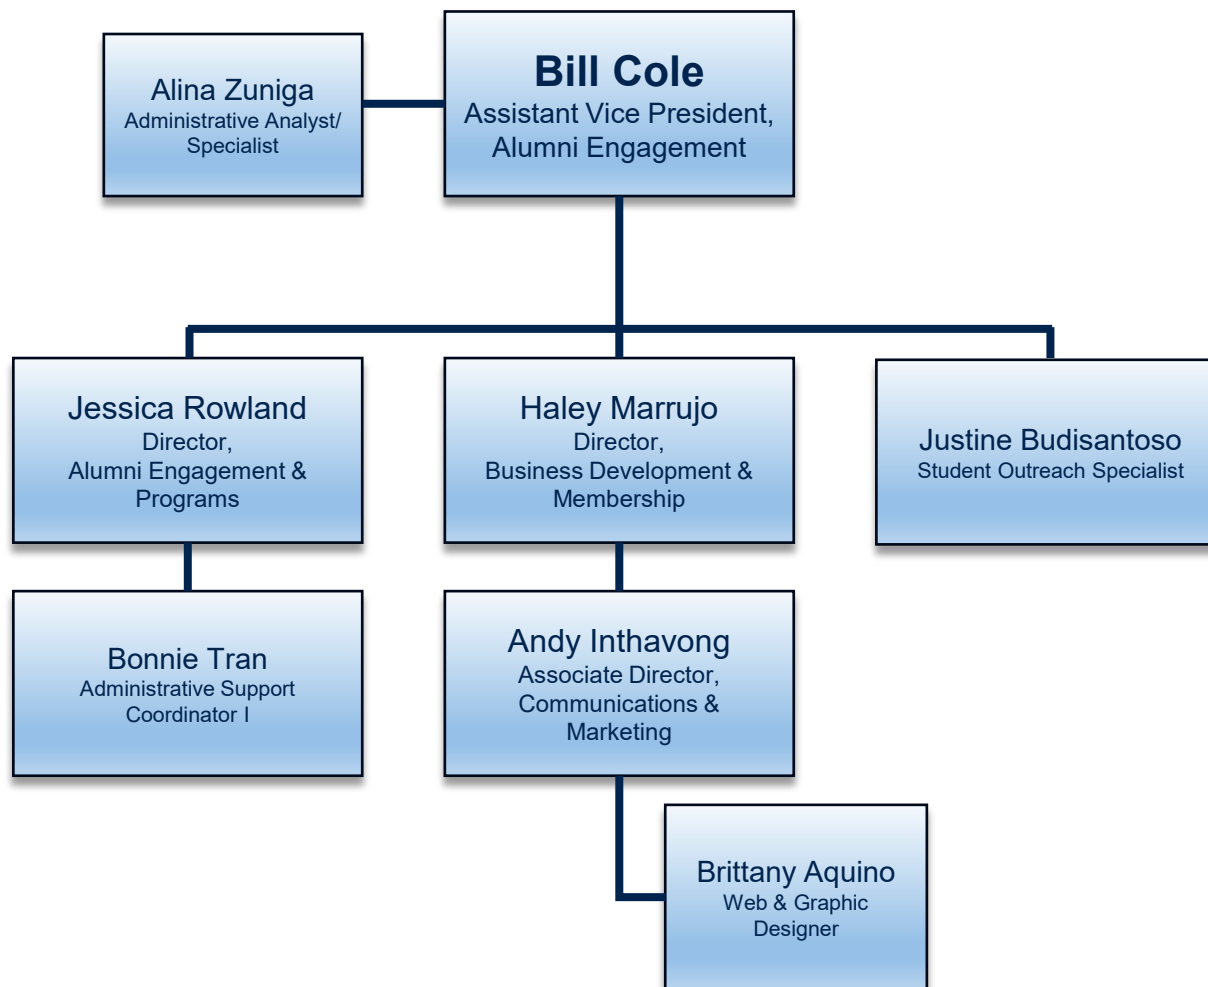 Alina Zuniga
Administrative Analyst/
Specialist
Bill Cole
Assistant Vice President,
Alumni Engagement
Jessica Rowland
Director,
Alumni Engagement &
Programs
Haley Marrujo
Director,
Business Development &
Membership
Justine Budisantoso
Student Outreach Specialist
Bonnie Tran
Administrative Support
Coordinator I
Andy Inthavong
Associate Director,
Communications &
Marketing
Brittany Aquino
Web & Graphic
Designer